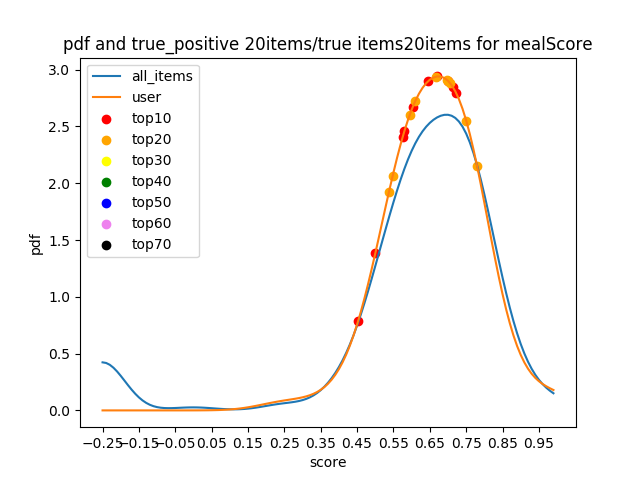 pdf and true_positive 20items/true items20items for mealScore
all_items
user
top10
top20
top30
top40
top50
top60
top70
pdf
3.0
2.5
2.0
1.5
1.0
0.5
0.0
−0.25−0.15−0.05 0.05 0.15 0.25 0.35 0.45 0.55 0.65 0.75 0.85 0.95
score